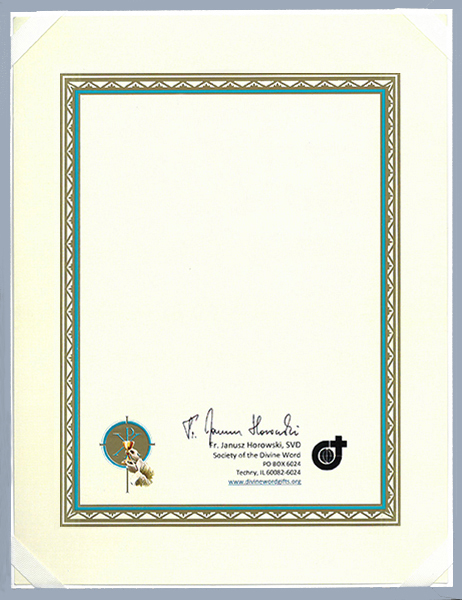 Fr. Janusz Horowski
Fr. Janusz Horowski, SVD
Society of the Divine Word
PO BOX 6024
Techny, IL 60082-6024
www.divinewordgifts.org